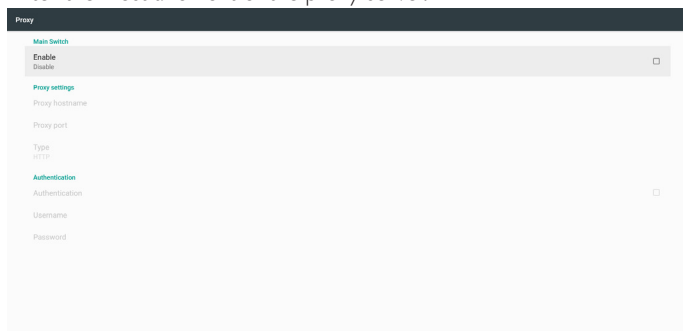 Proxy
Main Switch
Enable
Disable
Proxy settings
Proxy hostname
Proxy port
Type
HTTP
Authentication
Authentication
Username
Password